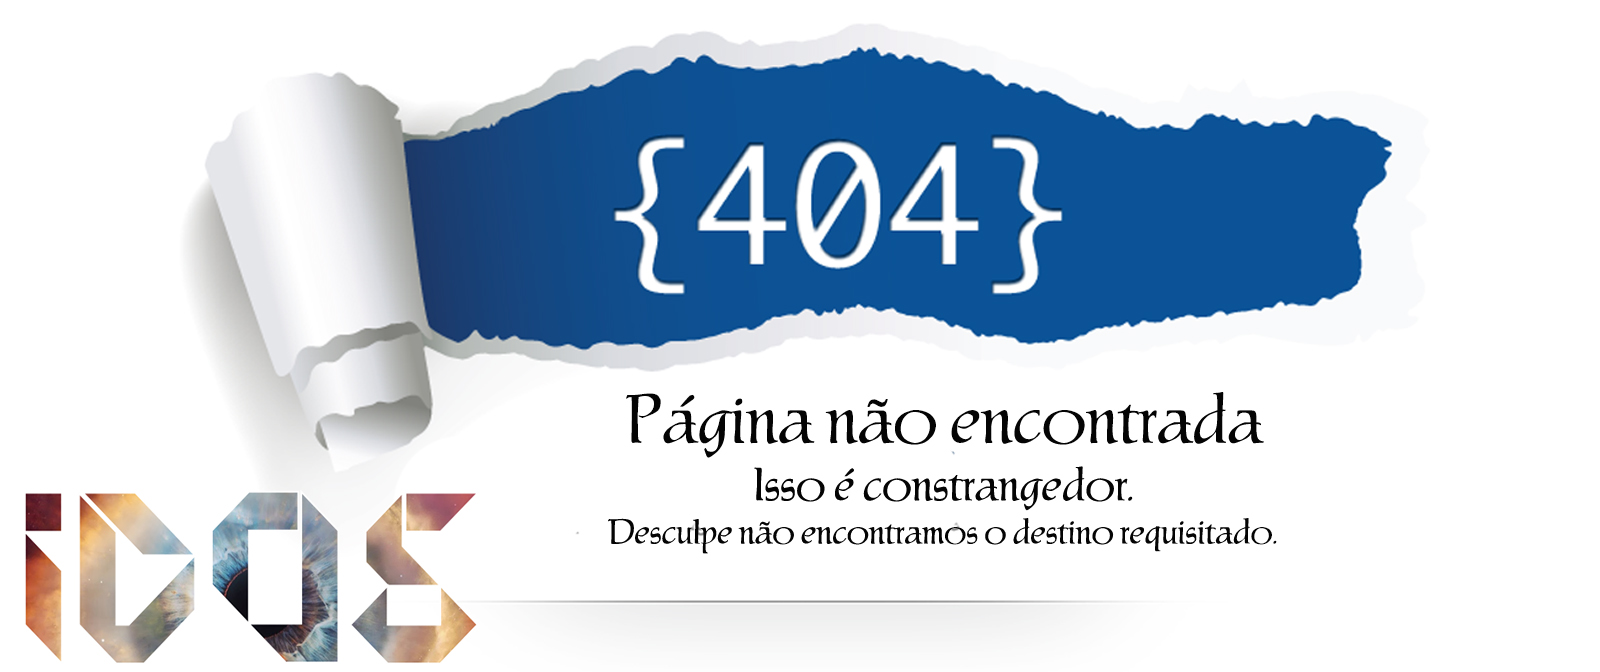 {404}
Página não encontrada
Isso é constrangedor.
Desculpe não encontramos o destino requisitado.
iDOS